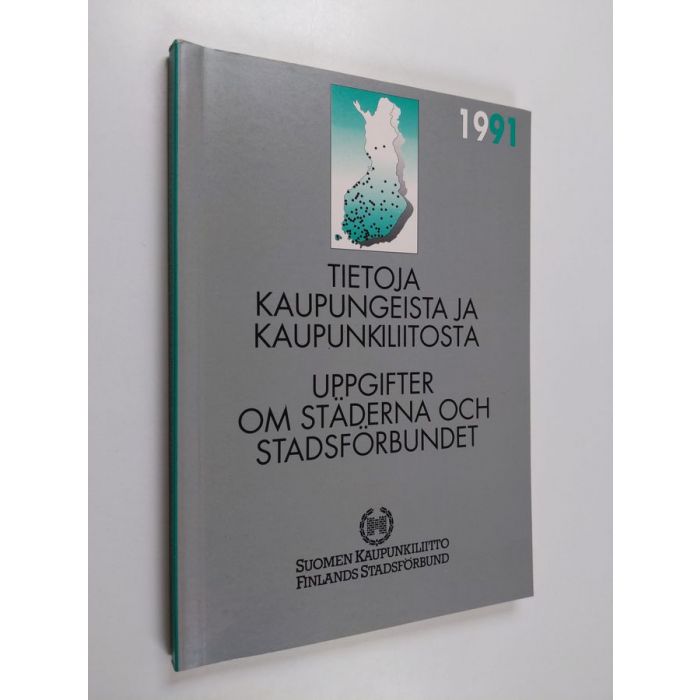 1991
TIETOJA
KAUPUNGEISTA JA
KAUPUNKILIITOSTA
UPPGIFTER
OM STÄDERNA OCH
STADSFÖRBUNDET
SUOMEN KAUPUNKILIITTO
FINLANDS STADSFÖRBUND